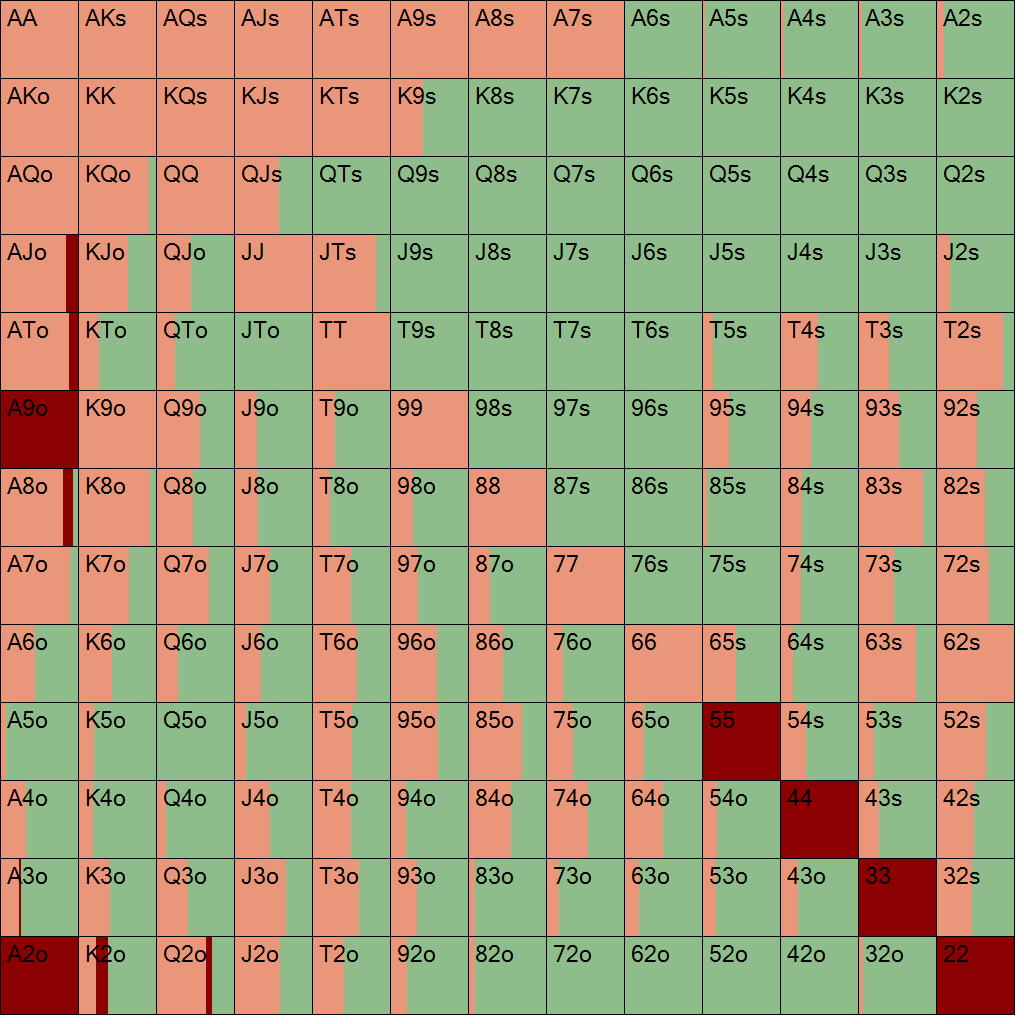 AA AKs AQs AJs ATs A9s A8s A7s A6s A5s A4s A3s A2s
AKo KK KQs KJs KTs K9s K8s K7s K6s K5s K4s K3s K2s
AQo KQo QQ QJs QTs Q9s Q8s Q7s Q6s Q5s Q4s Q3s Q2s
AJo KJo QJo JJ JTs J9s J8s J7s J6s J5s J4s J3s J2s
ATo KTo QTo JTo TT T9s T8s T7s T6s T5s T4s T3s T2s
A9o K9o Q9o J9o T9o 99 98s 97s 96s 95s 94s 93s 92s
A8o K8o Q8o J8o T8o 98o 88 87s 86s 85s 84s 83s 82s
A7o K7o Q7o J7o T7o 97o 87o 77 76s 75s 74s 73s 72s
A6o K6o Q6o J6o T6o 96o 86o 76o 66 65s 64s 63s 62s
A5o K5o Q5o J5o T5o 95o 85o 75o 65o 55 54s 53s 52s
A4o K4o Q4o J4o T4o 94o 84o 74o 64o 54o 44 43s 42s
A3o K3o Q3o J3o T3o 93o 83o 73o 63o 53o 43o 33 32s
A2o K2o Q2o J2o T2o 92o 82o 72o 62o 52o 42o 32o 22